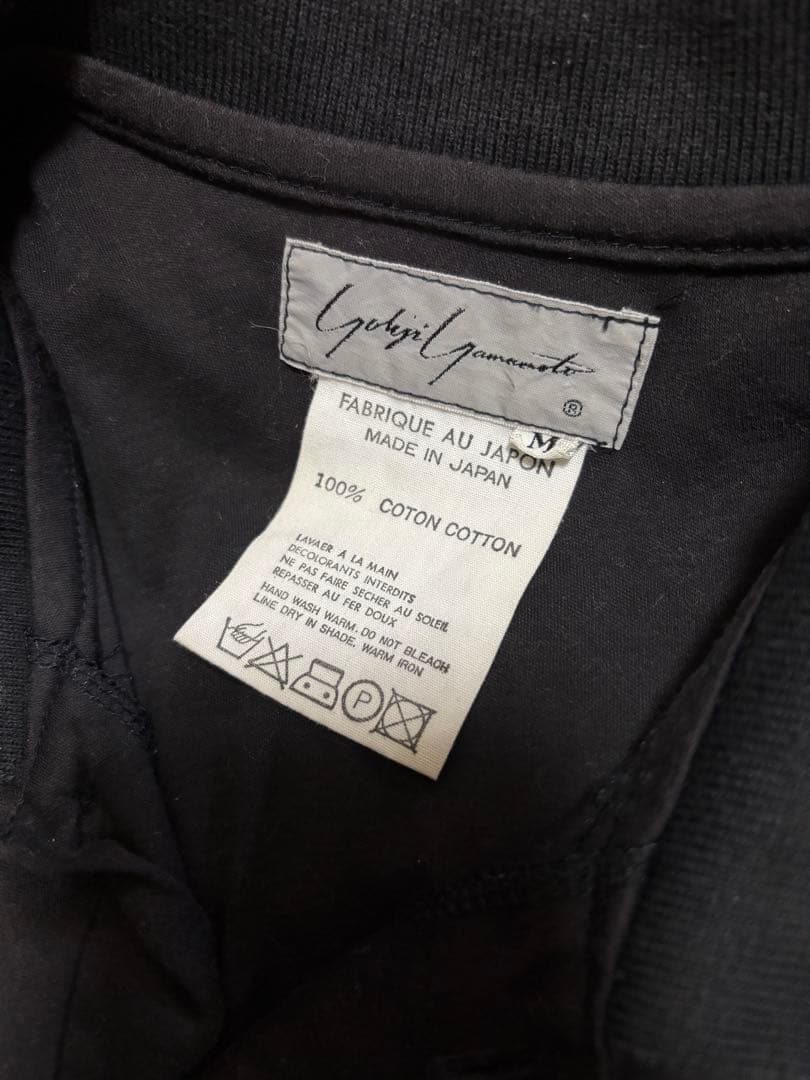 Yohji Yamamoto
®
M
FABRIQUE AU JAPON
MADE IN JAPAN
100% COTON COTTON
LAVAER A LA MAIN
DECOLORANTS INTERDITS
NE PAS FAIRE SECHER AU SOLEIL
REPASSER AU FER DOUX
HAND WASH WARM. DO NOT BLEACH
LINE DRY IN SHADE, WARM IRON
P